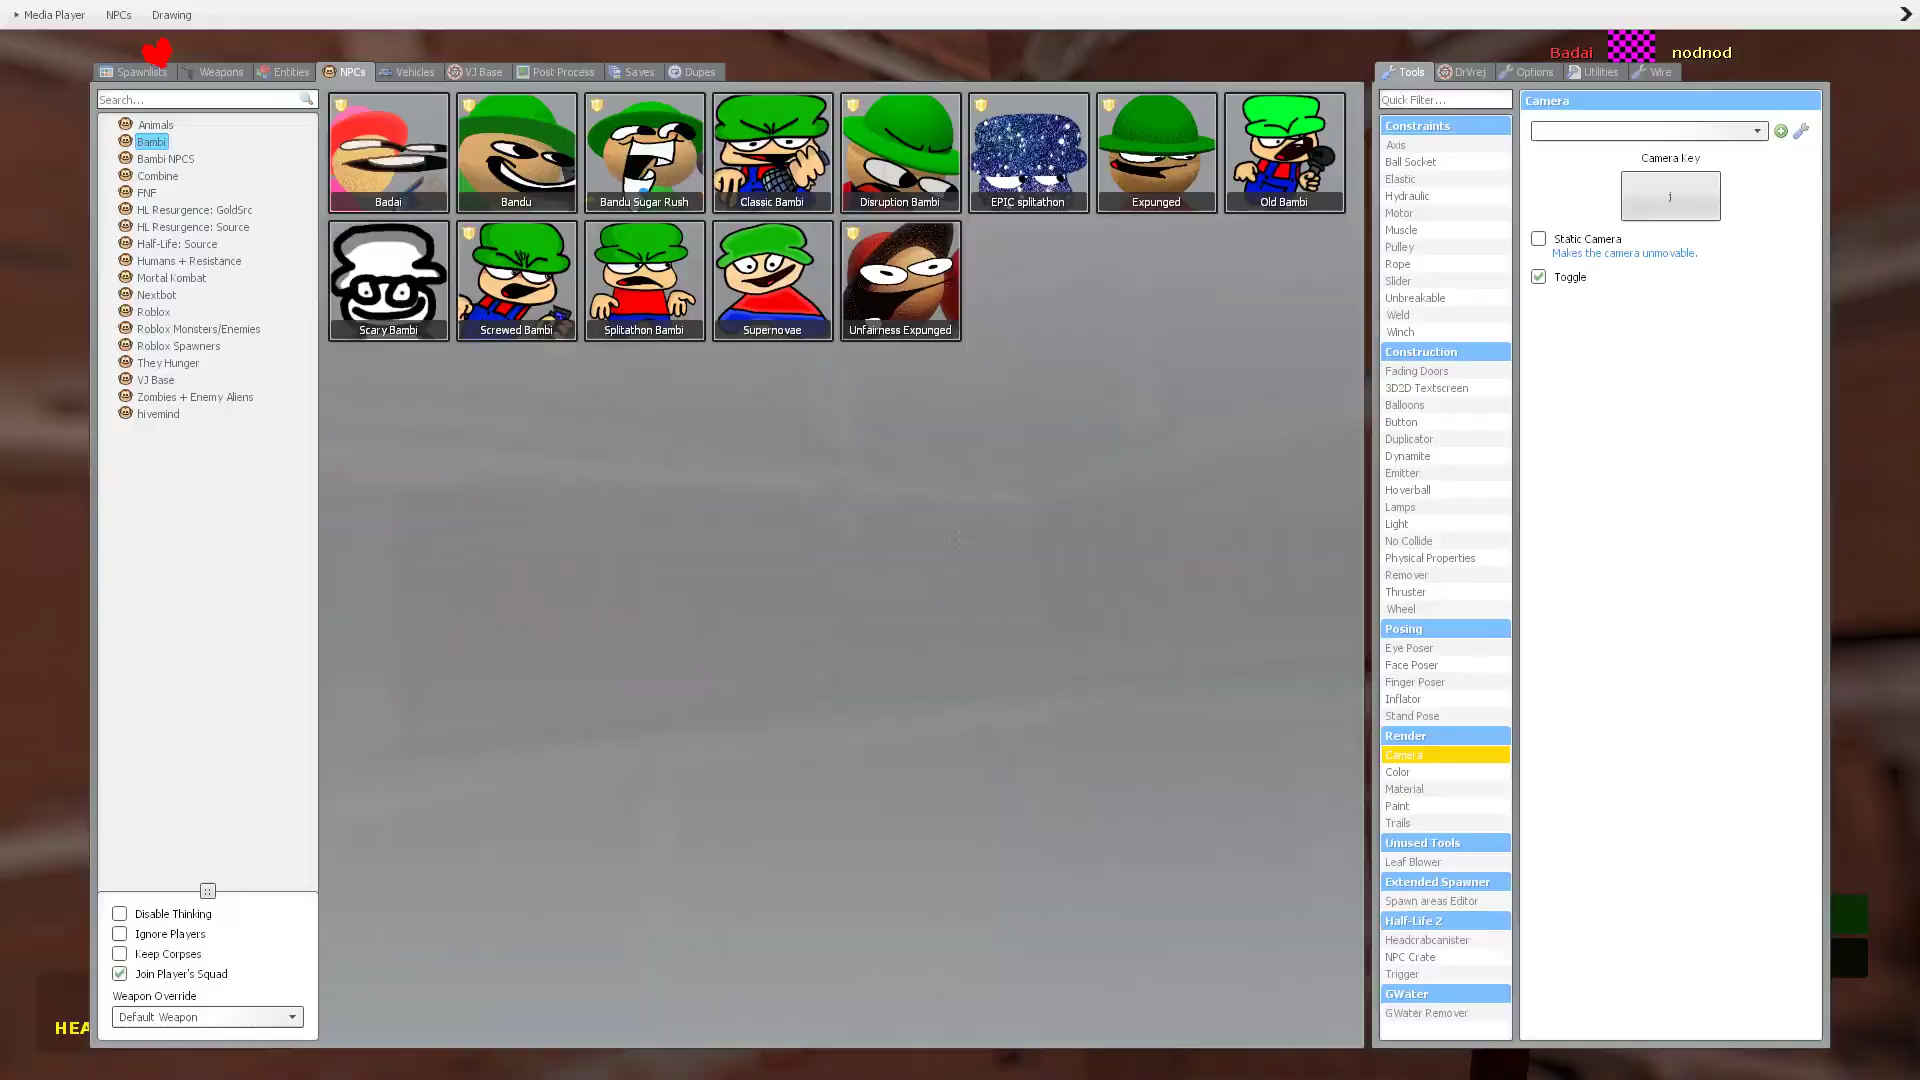 Media Player NPCs Drawing
Badai nodnod
Spawnlists Weapons Entities NPCs Vehicles VJ Base Post Process Saves Dupes
Tools DrVrej Options Utilities Wire
Search...
Animals
Bambi
Bambi NPCS
Combine
FNF
HL Resurgence: GoldSrc
HL Resurgence: Source
Half-Life: Source
Humans + Resistance
Mortal Kombat
Nextbot
Roblox
Roblox Monsters/Enemies
Roblox Spawners
They Hunger
VJ Base
Zombies + Enemy Aliens
hivemind
Disable Thinking
Ignore Players
Keep Corpses
Join Player's Squad
Weapon Override
Default Weapon
HEA
Badai Bandu Bandu Sugar Rush Classic Bambi Disruption Bambi EPIC splitathon Expunged Old Bambi
Scary Bambi Screwed Bambi Splitathon Bambi Supernovae Unfairness Expunged
Quick Filter...
Constraints
Axis
Ball Socket
Elastic
Hydraulic
Motor
Muscle
Pulley
Rope
Slider
Unbreakable
Weld
Winch
Construction
Fading Doors
3D2D Textscreen
Balloons
Button
Duplicator
Dynamite
Emitter
Hoverball
Lamps
Light
No Collide
Physical Properties
Remover
Thruster
Wheel
Posing
Eye Poser
Face Poser
Finger Poser
Inflator
Stand Pose
Render
Camera
Color
Material
Paint
Trails
Unused Tools
Leaf Blower
Extended Spawner
Spawn areas Editor
Half-Life 2
Headcrabcanister
NPC Crate
Trigger
GWater
GWater Remover
Camera
Camera Key
j
Static Camera
Makes the camera unmovable.
Toggle